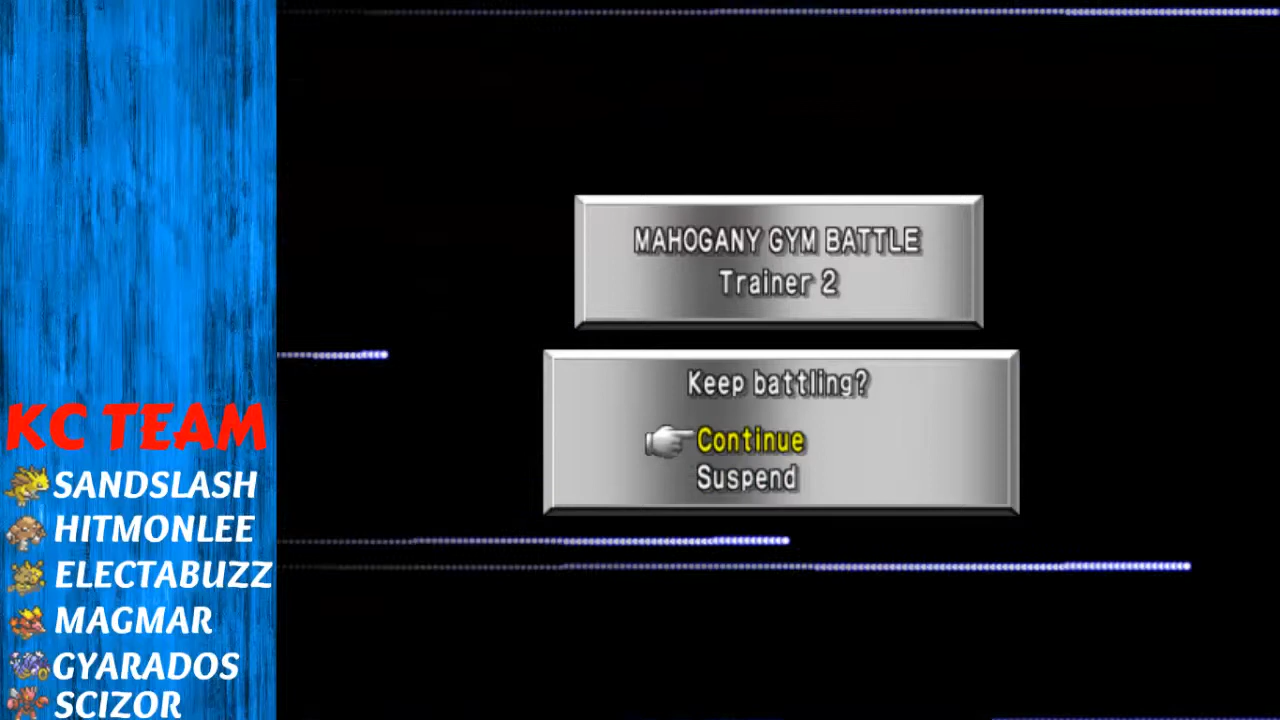 MAHOGANY GYM BATTLE
Trainer 2
Keep battling?
Continue
Suspend
KC TEAM
SANDSLASH
HITMONLEE
ELECTABUZZ
MAGMAR
GYARADOS
SCIZOR